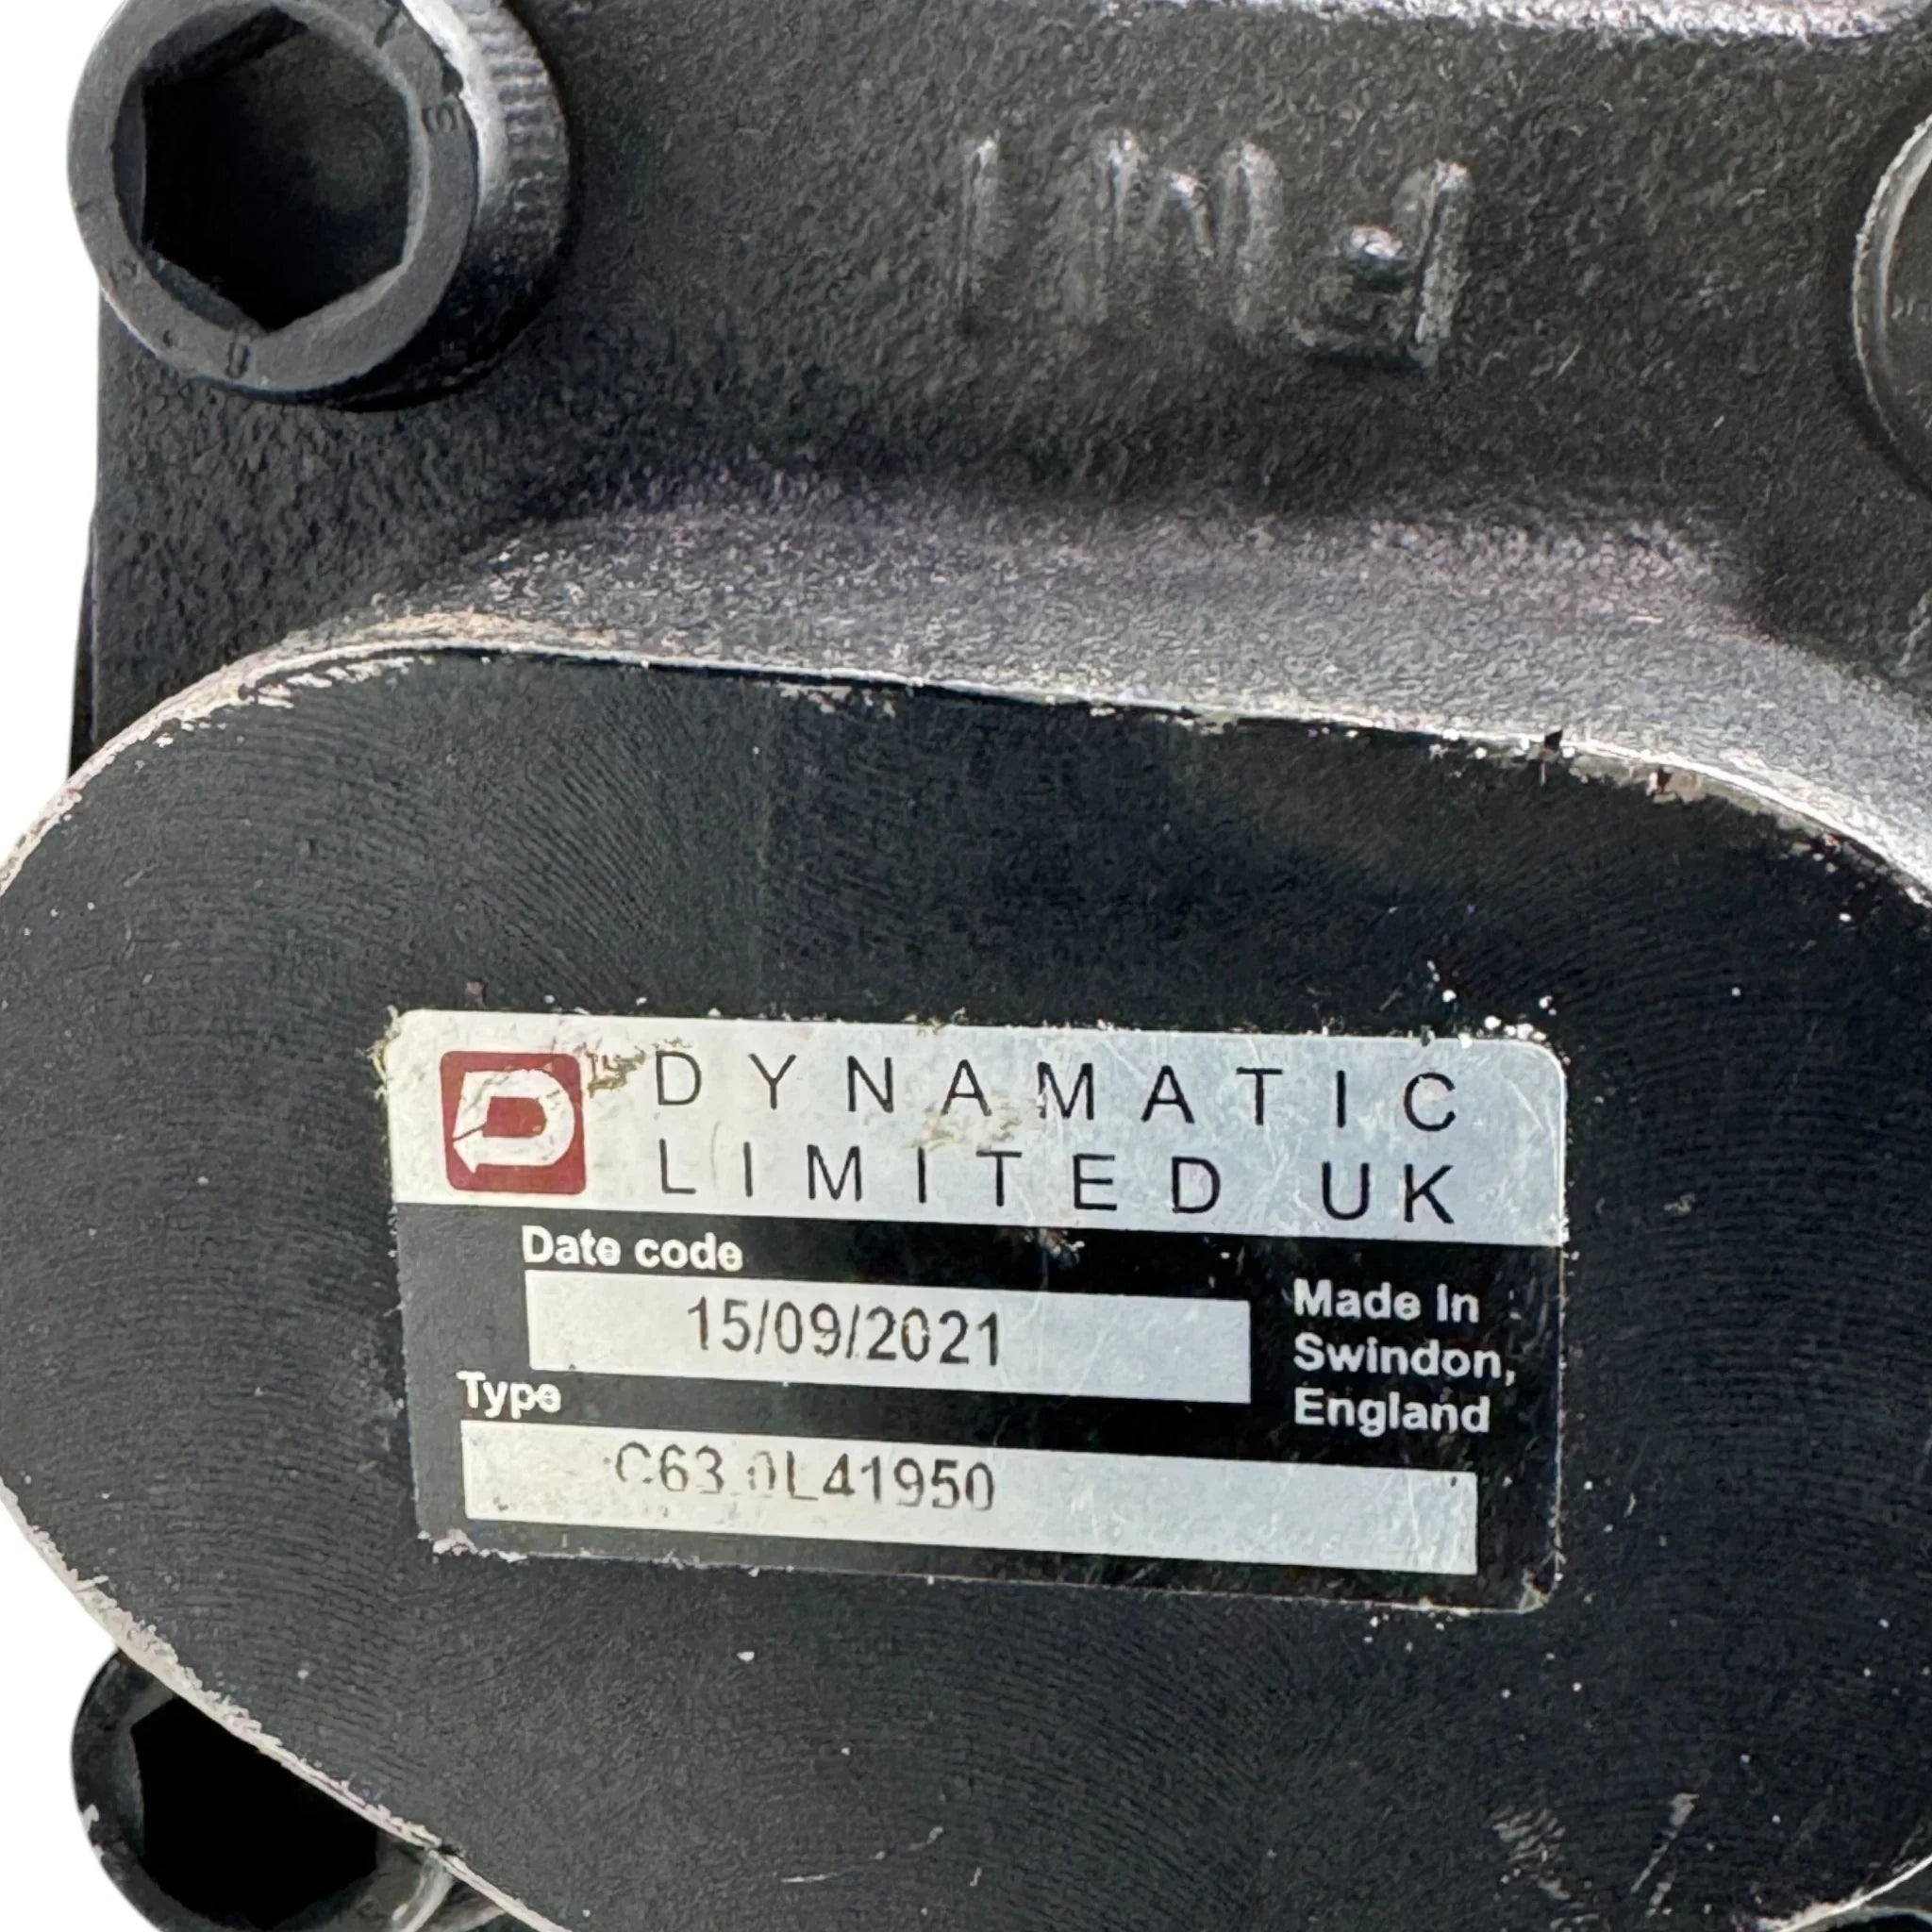 DYNAMATIC
LIMITED UK
Date code
15/09/2021
Made in
Swindon,
England
Type
C63.0L41950